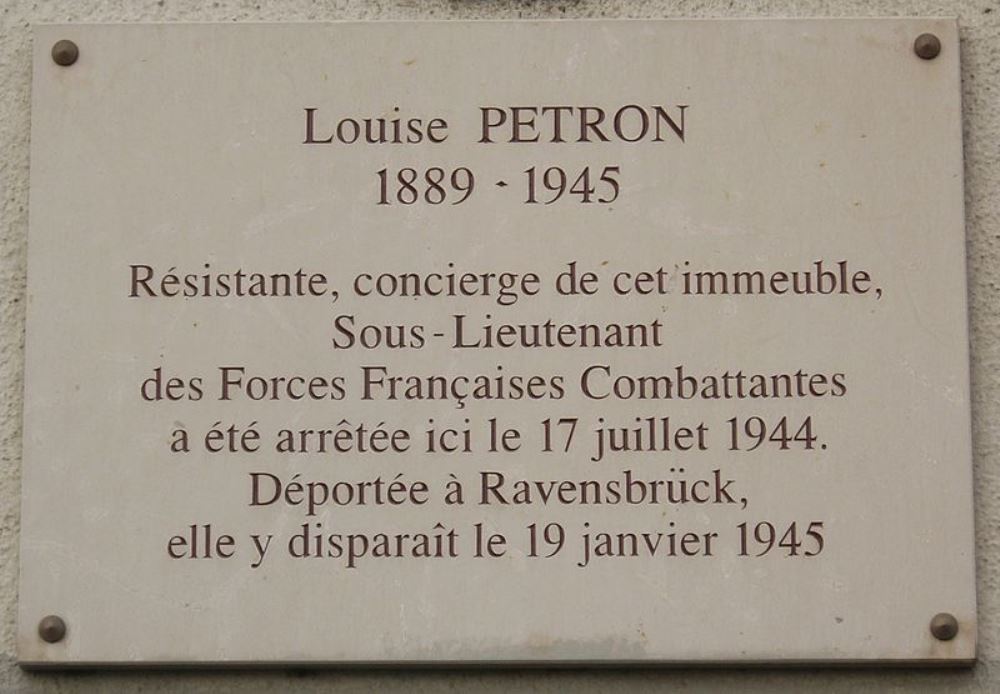 Louise PETRON
1889 - 1945
Résistante, concierge de cet immeuble,
Sous-Lieutenant
des Forces Françaises Combattantes
a été arrêtée ici le 17 juillet 1944.
Déportée à Ravensbrück,
elle y disparaît le 19 janvier 1945